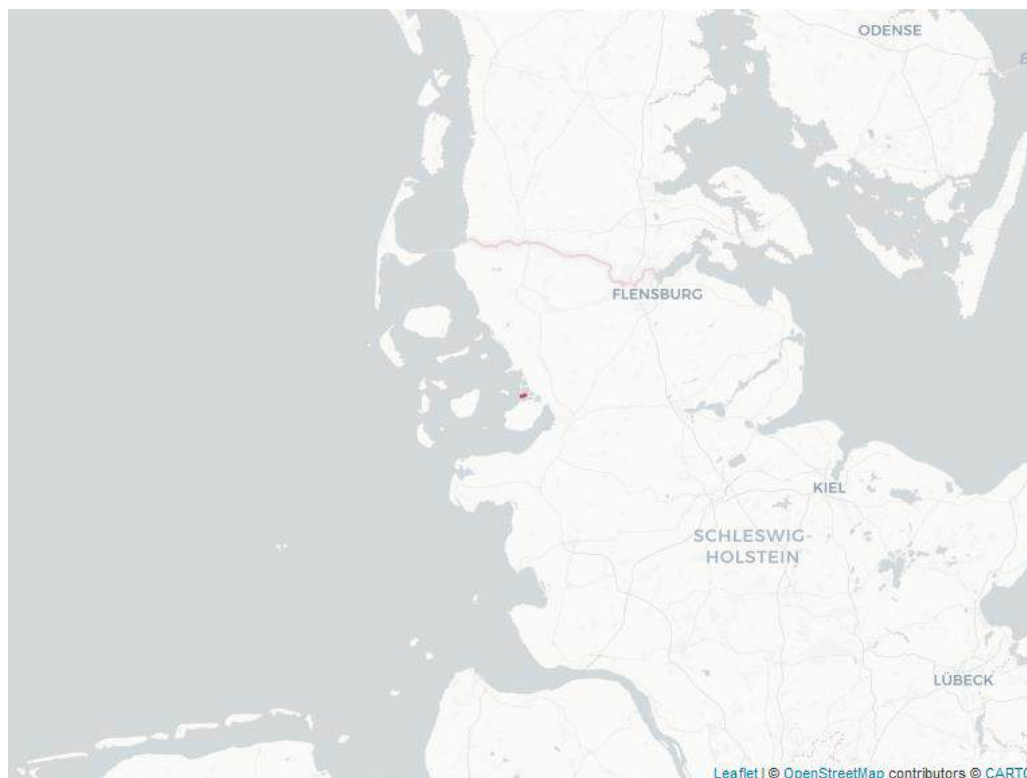 ODENSE
FLENSBURG
KIEL
SCHLESWIG-
HOLSTEIN
LÜBECK
Leaflet | © OpenStreetMap contributors © CARTO